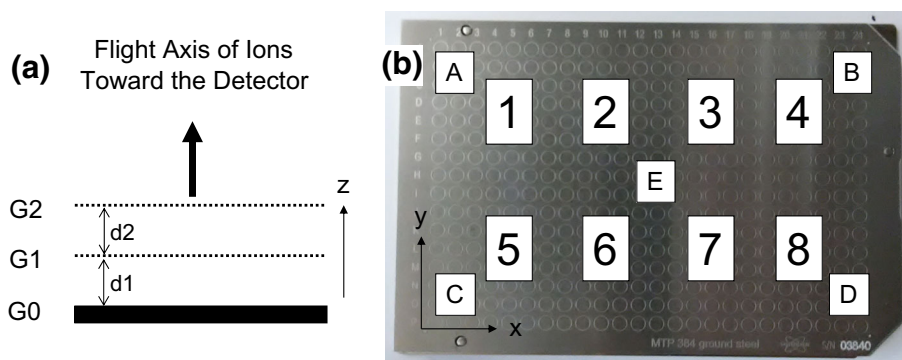 (a)
Flight Axis of Ions
Toward the Detector
z
G2
d2
G1
d1
G0
(b)
A
B
1 2 3 4
E
y
5 6 7 8
C
D
x
MTP 384 ground steel
S/N 03840